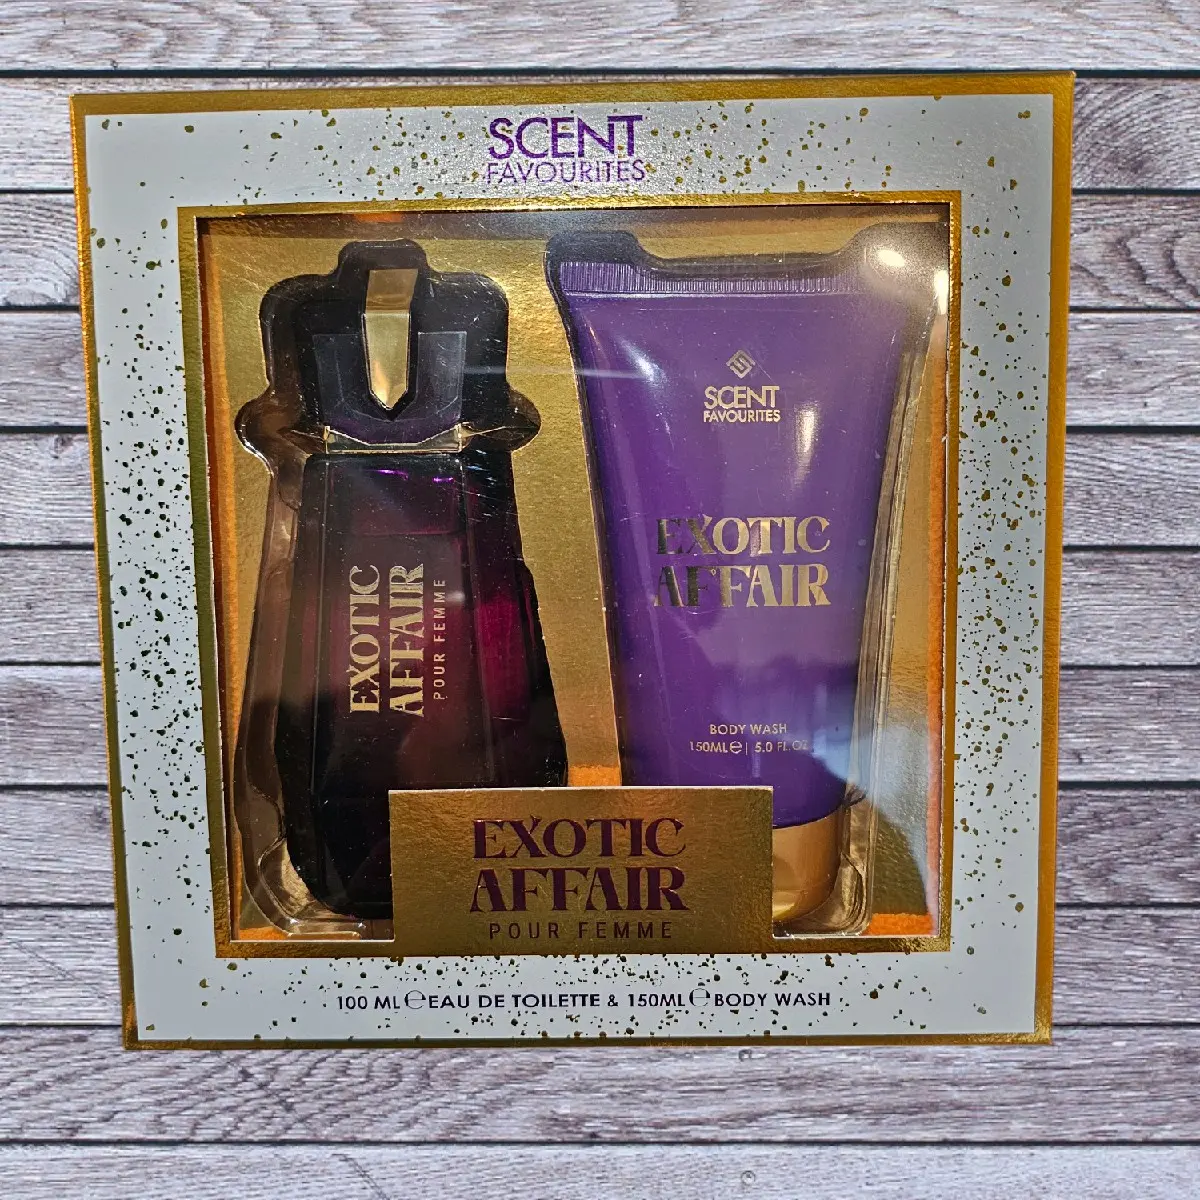 SCENT
FAVOURITES
EXOTIC
AFFAIR
POUR FEMME
SCENT
FAVOURITES
EXOTIC
AFFAIR
BODY WASH
150ML℮| 5.0 FL.OZ
EXOTIC
AFFAIR
POUR FEMME
100 ML℮EAU DE TOILETTE & 150ML℮BODY WASH